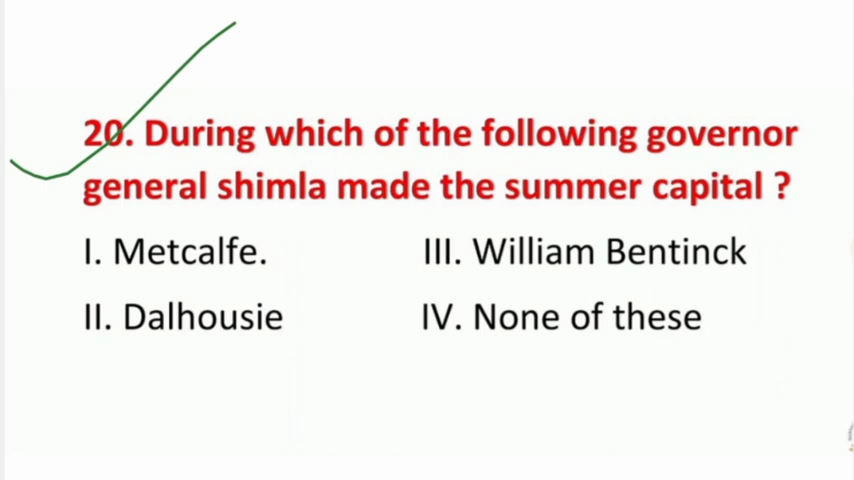 20. During which of the following governor
general shimla made the summer capital ?
I. Metcalfe. III. William Bentinck
II. Dalhousie IV. None of these